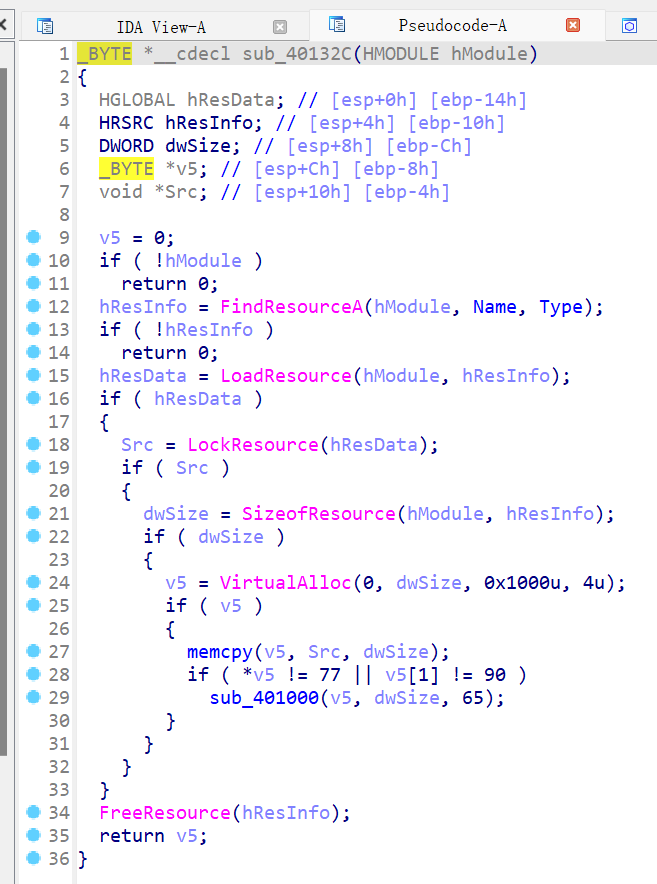 IDA View-A Pseudocode-A
1 _BYTE *__cdecl sub_40132C(HMODULE hModule)
2 {
3 HGLOBAL hResData; // [esp+0h] [ebp-14h]
4 HRSRC hResInfo; // [esp+4h] [ebp-10h]
5 DWORD dwSize; // [esp+8h] [ebp-Ch]
6 _BYTE *v5; // [esp+Ch] [ebp-8h]
7 void *Src; // [esp+10h] [ebp-4h]
8
9 v5 = 0;
10 if ( !hModule )
11 return 0;
12 hResInfo = FindResourceA(hModule, Name, Type);
13 if ( !hResInfo )
14 return 0;
15 hResData = LoadResource(hModule, hResInfo);
16 if ( hResData )
17 {
18 Src = LockResource(hResData);
19 if ( Src )
20 {
21 dwSize = SizeofResource(hModule, hResInfo);
22 if ( dwSize )
23 {
24 v5 = VirtualAlloc(0, dwSize, 0x1000u, 4u);
25 if ( v5 )
26 {
27 memcpy(v5, Src, dwSize);
28 if ( *v5 != 77 || v5[1] != 90 )
29 sub_401000(v5, dwSize, 65);
30 }
31 }
32 }
33 }
34 FreeResource(hResInfo);
35 return v5;
36 }